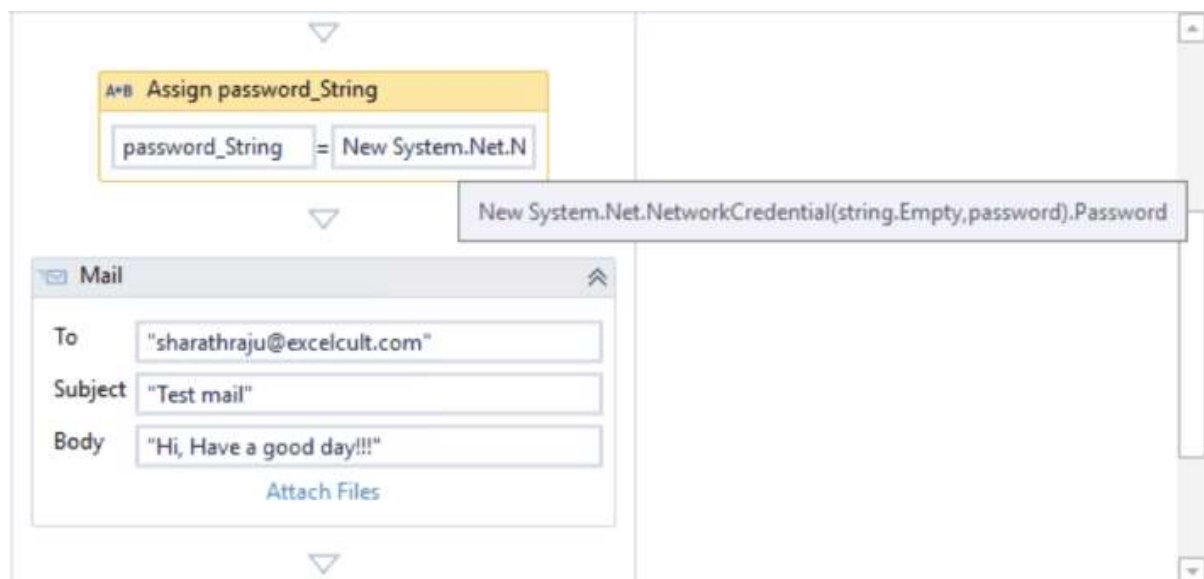 A+B Assign password_String
password_String = New System.Net.N
New System.Net.NetworkCredential(string.Empty,password).Password
Mail
To "sharathraju@excelcult.com"
Subject "Test mail"
Body "Hi, Have a good day!!!"
Attach Files